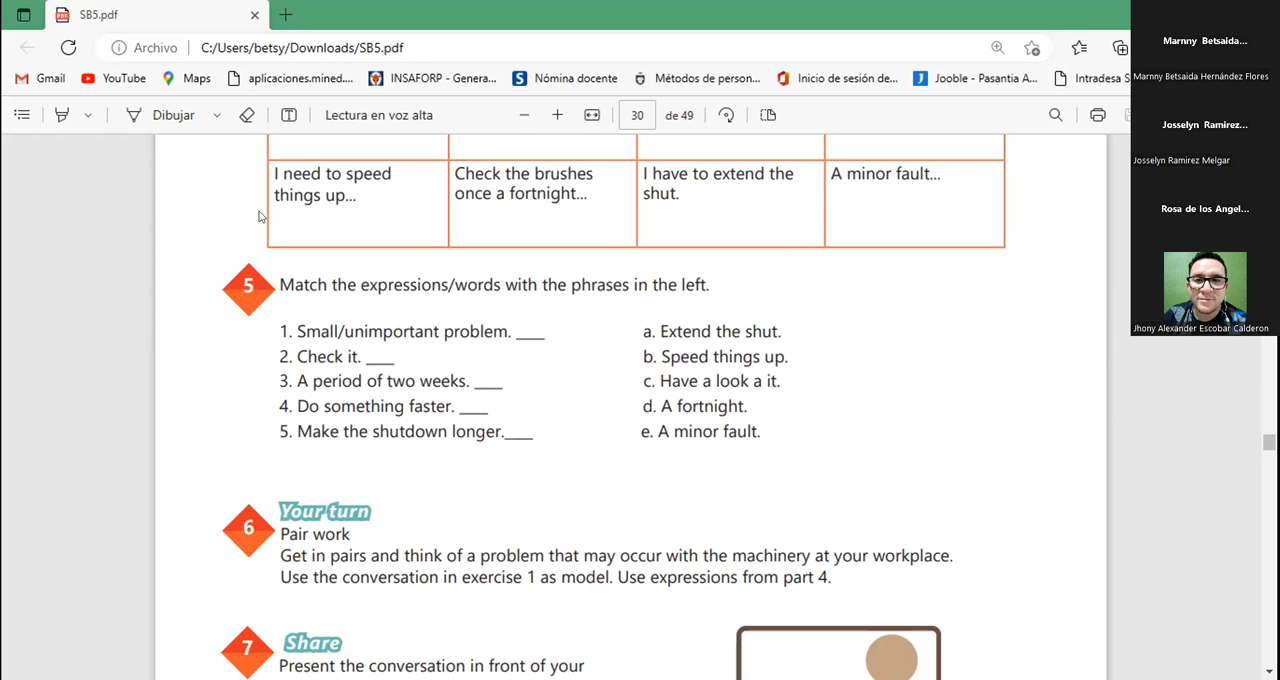 SB5.pdf
Archivo C:/Users/betsy/Downloads/SB5.pdf
Gmail YouTube Maps aplicaciones.mined.... INSAFORP - Genera... Nómina docente Métodos de person... Inicio de sesión de... Jooble - Pasantia A... Intradesa S
Dibujar Lectura en voz alta 30 de 49
I need to speed things up...
Check the brushes once a fortnight...
I have to extend the shut.
A minor fault...
5 Match the expressions/words with the phrases in the left.
1. Small/unimportant problem. ____ a. Extend the shut.
2. Check it. ____ b. Speed things up.
3. A period of two weeks. ____ c. Have a look a it.
4. Do something faster. ____ d. A fortnight.
5. Make the shutdown longer.____ e. A minor fault.
6 Your turn
Pair work
Get in pairs and think of a problem that may occur with the machinery at your workplace.
Use the conversation in exercise 1 as model. Use expressions from part 4.
7 Share
Present the conversation in front of your
Marnny Betsaida...
Marnny Betsaida Hernández Flores
Josselyn Ramirez...
Josselyn Ramirez Melgar
Rosa de los Angel...
Jhony Alexander Escobar Calderon